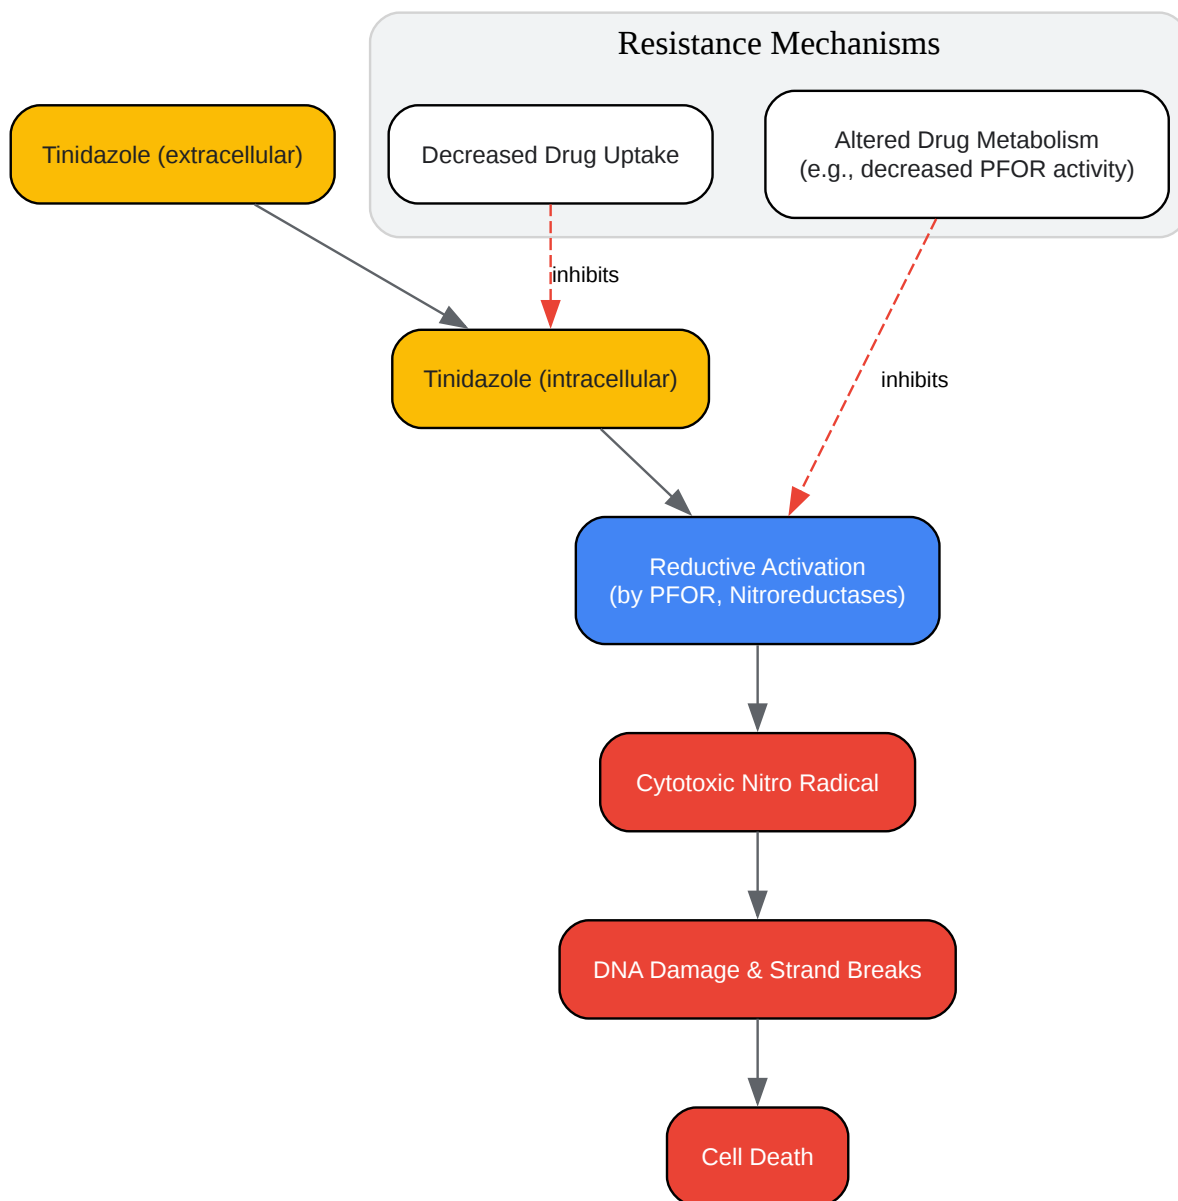 Resistance Mechanisms
Tinidazole (extracellular)
Decreased Drug Uptake
Altered Drug Metabolism
(e.g., decreased PFOR activity)
inhibits
Tinidazole (intracellular)
inhibits
Reductive Activation
(by PFOR, Nitroreductases)
Cytotoxic Nitro Radical
DNA Damage & Strand Breaks
Cell Death